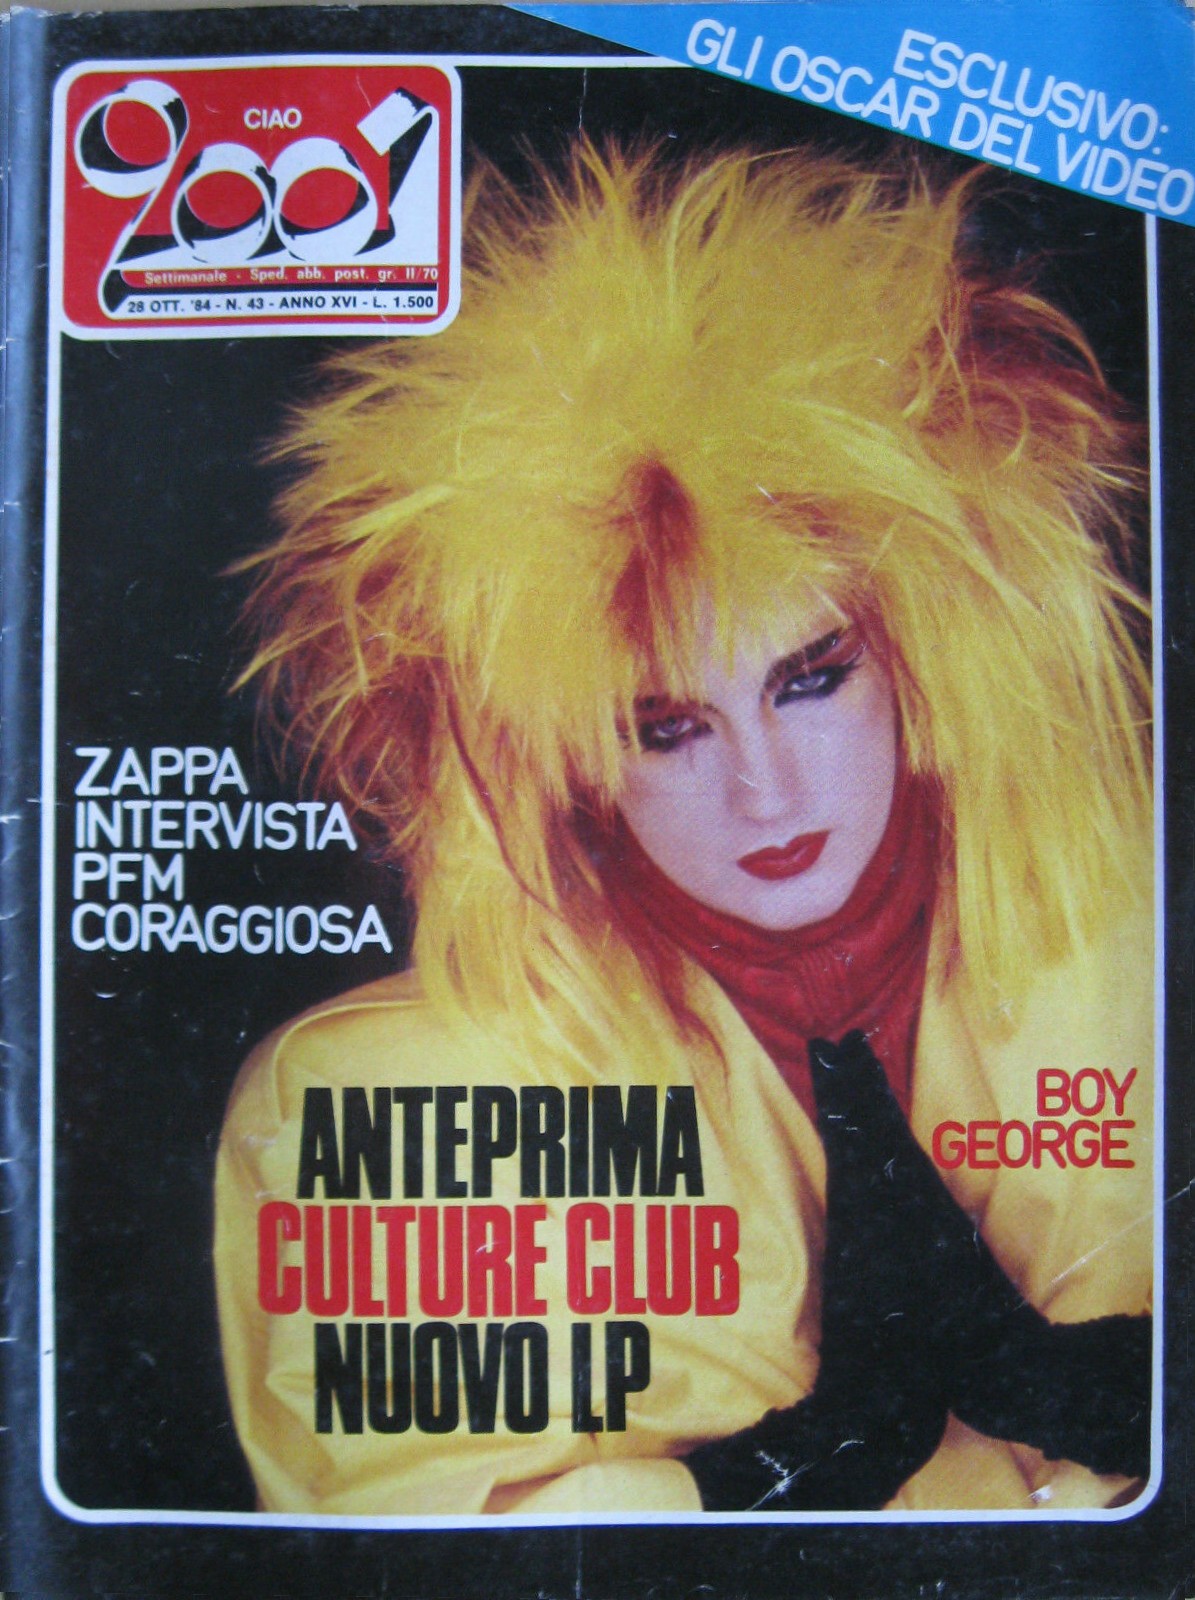 ESCLUSIVO:
GLI OSCAR DEL VIDEO
CIAO
2001
Settimanale - Sped. abb. post. gr. II/70
28 OTT. '84 - N. 43 - ANNO XVI - L. 1.500
ZAPPA
INTERVISTA
PFM
CORAGGIOSA
BOY
GEORGE
ANTEPRIMA
CULTURE CLUB
NUOVO LP